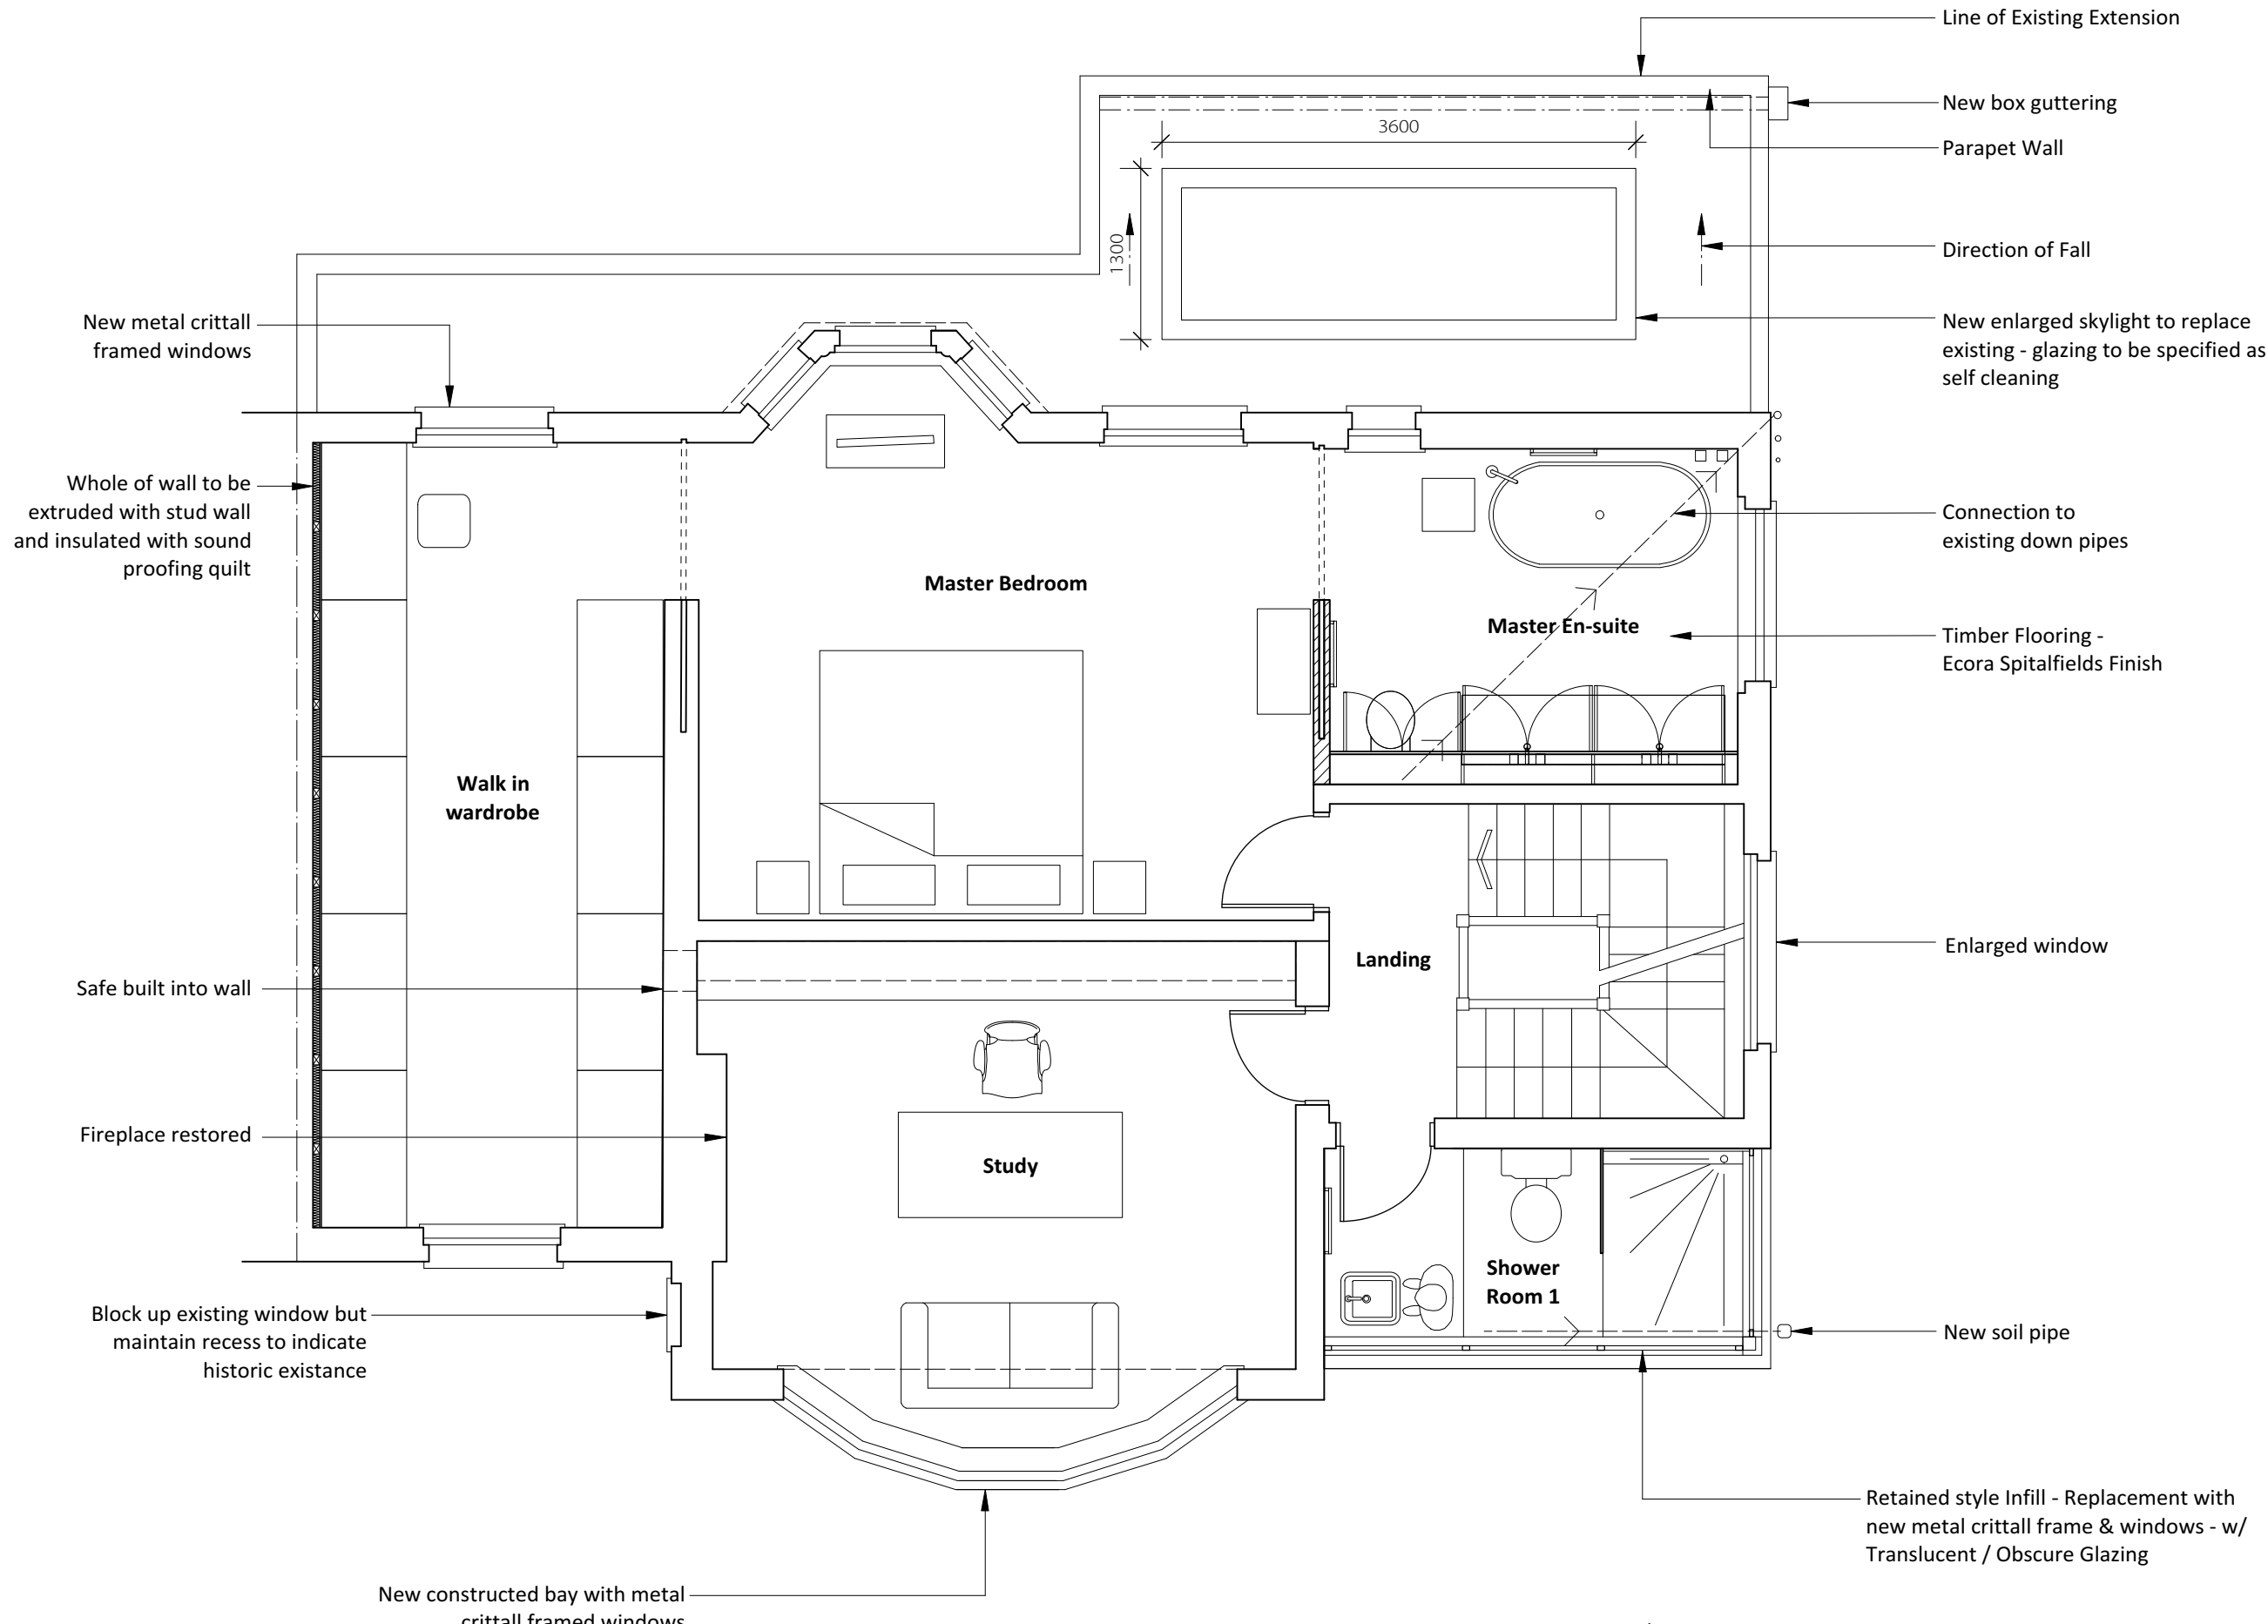 Line of Existing Extension
New box guttering
3600
Parapet Wall
1300
Direction of Fall
New metal crittall
framed windows
New enlarged skylight to replace
existing - glazing to be specified as
self cleaning
Whole of wall to be
extruded with stud wall
and insulated with sound
proofing quilt
Connection to
existing down pipes
Master Bedroom
Master En-suite
Timber Flooring -
Ecora Spitalfields Finish
Walk in
wardrobe
Landing
Enlarged window
Safe built into wall
Fireplace restored
Study
Shower
Room 1
Block up existing window but
maintain recess to indicate
historic existance
New soil pipe
Retained style Infill - Replacement with
new metal crittall frame & windows - w/
Translucent / Obscure Glazing
New constructed bay with metal
crittall framed windows